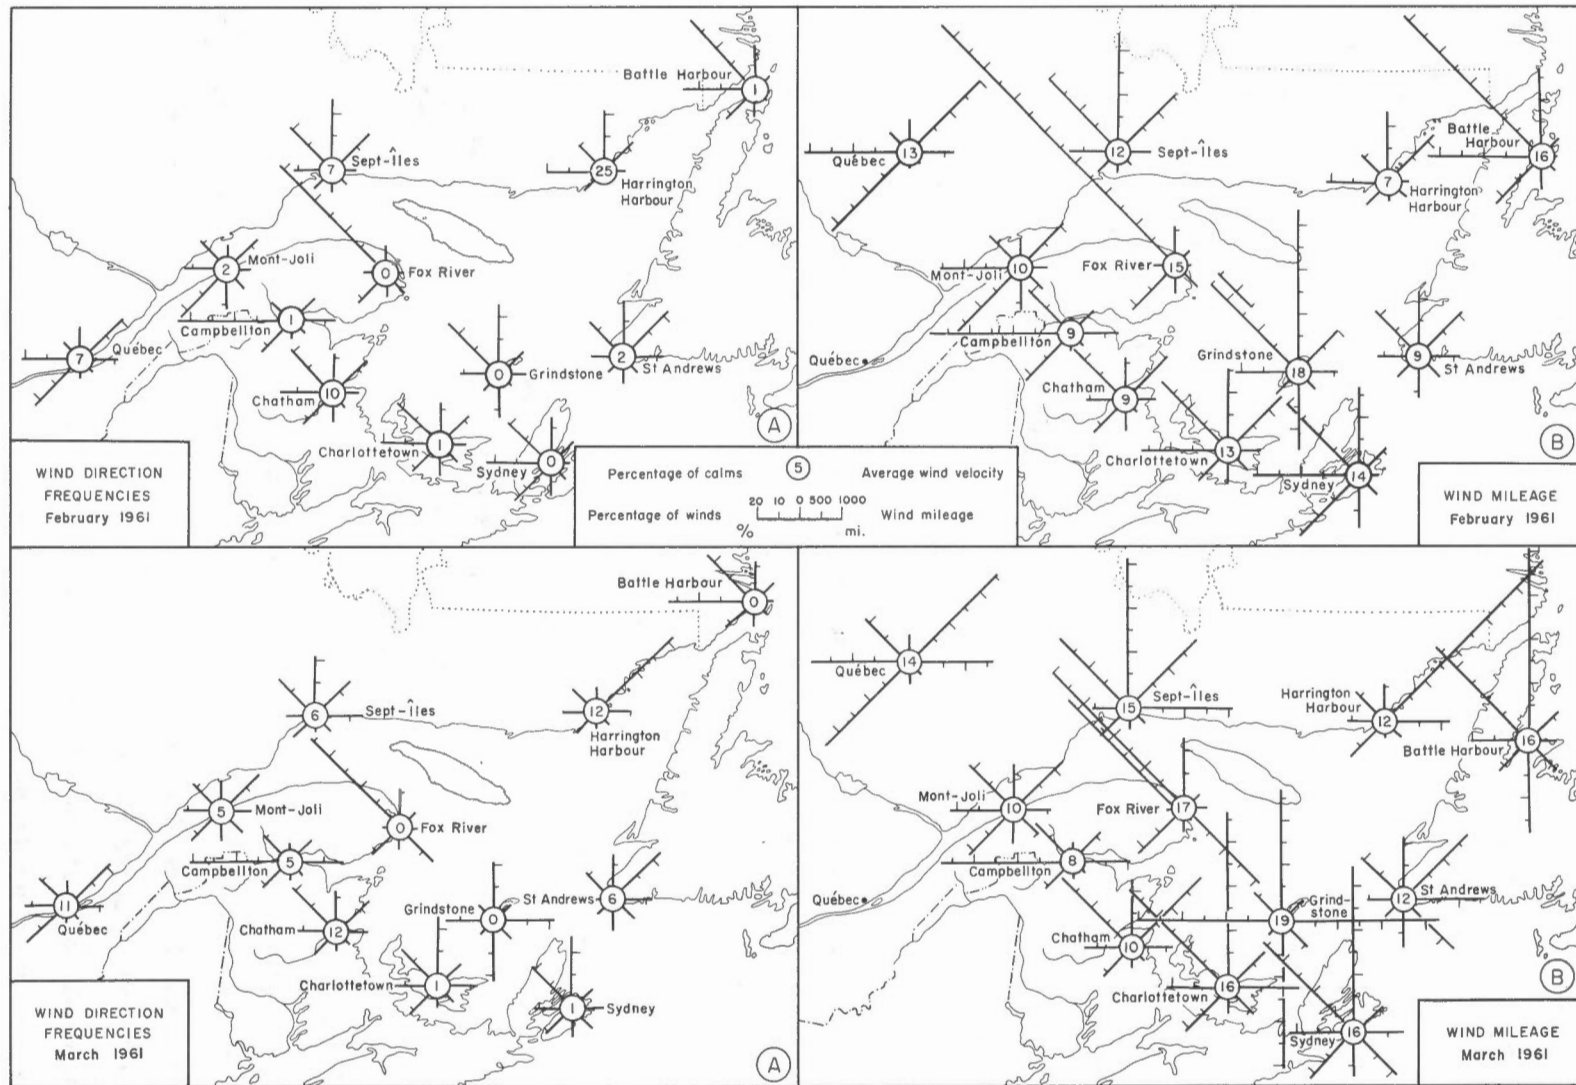 Battle Harbour
1
Sept-Îles
7
25
Harrington
Harbour
Mont-Joli
2
Fox River
0
Campbellton
1
Québec
7
Grindstone
0
St Andrews
2
Chatham
10
Charlottetown
1
Sydney
0
A
WIND DIRECTION
FREQUENCIES
February 1961
Québec
13
Sept-Îles
12
Battle
Harbour
16
Harrington
Harbour
7
Mont-Joli
10
Fox River
15
Campbellton
9
Québec
Grindstone
18
St Andrews
9
Chatham
9
Charlottetown
13
Sydney
14
B
WIND MILEAGE
February 1961
Percentage of calms 5 Average wind velocity
20 10 0 500 1000
Percentage of winds Wind mileage
% mi.
Battle Harbour
0
Sept-Îles
6
12
Harrington
Harbour
Mont-Joli
5
Fox River
0
Campbellton
5
11
Québec
Grindstone
0
St Andrews
6
Chatham
12
Charlottetown
1
Sydney
1
A
WIND DIRECTION
FREQUENCIES
March 1961
14
Québec
Sept-Îles
15
Harrington
Harbour
12
Battle Harbour
16
Mont-Joli
10
Fox River
17
Campbellton
8
Québec
St Andrews
12
Grind-
stone
19
Chatham
10
Charlottetown
16
Sydney
16
B
WIND MILEAGE
March 1961